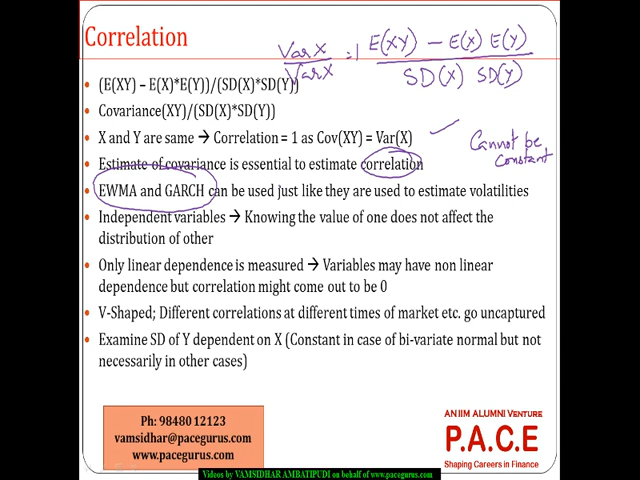 Correlation
Var X / Var X = 1
E(XY) - E(X) E(Y) / SD(X) SD(Y)
• (E(XY) – E(X)*E(Y))/(SD(X)*SD(Y))
• Covariance(XY)/(SD(X)*SD(Y))
• X and Y are same → Correlation = 1 as Cov(XY) = Var(X)
Cannot be
Constant
• Estimate of covariance is essential to estimate correlation
• EWMA and GARCH can be used just like they are used to estimate volatilities
• Independent variables → Knowing the value of one does not affect the
distribution of other
• Only linear dependence is measured → Variables may have non linear
dependence but correlation might come out to be 0
• V-Shaped; Different correlations at different times of market etc. go uncaptured
• Examine SD of Y dependent on X (Constant in case of bi-variate normal but not
necessarily in other cases)
Ph: 98480 12123
vamsidhar@pacegurus.com
www.pacegurus.com
AN IIM ALUMNI VENTURE
P.A.C.E
Shaping Careers in Finance
Videos by VAMSIDHAR AMBATIPUDI on behalf of www.pacegurus.com